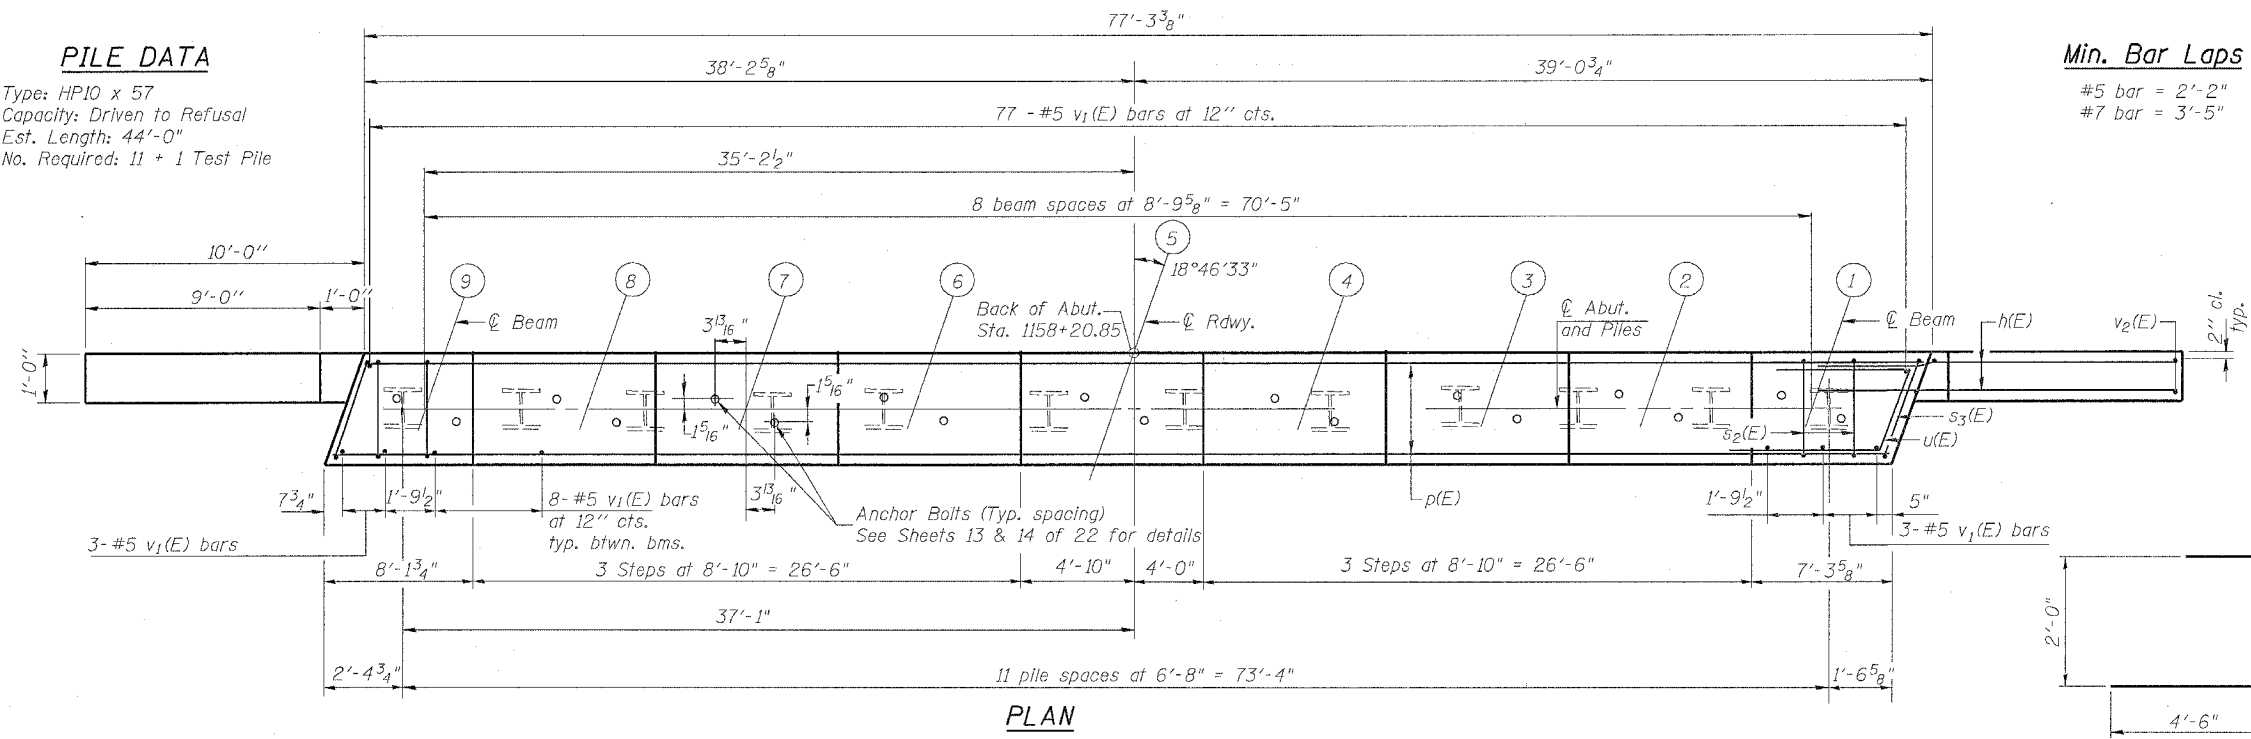 PILE DATA
Type: HP10 x 57
Capacity: Driven to Refusal
Est. Length: 44'-0"
No. Required: 11 + 1 Test Pile
Min. Bar Laps
#5 bar = 2'-2"
#7 bar = 3'-5"
77'-3 3/8"
38'-2 5/8"
39'-0 3/4"
77 - #5 v1(E) bars at 12" cts.
35'-2 1/2"
8 beam spaces at 8'-9 5/8" = 70'-5"
10'-0"
9'-0"
1'-0"
1'-0"
9
8
7
6
5
4
3
2
1
18°46'33"
℄ Beam
3 13/16"
Back of Abut.
Sta. 1158+20.85
℄ Rdwy.
℄ Abut.
and Piles
℄ Beam
h(E)
v2(E)
2" cl.
typ.
1 5/16"
1 5/16"
s2(E)
s3(E)
u(E)
p(E)
7 3/4"
1'-9 1/2"
8- #5 v1(E) bars
at 12" cts.
typ. btwn. bms.
3 13/16"
Anchor Bolts (Typ. spacing)
See Sheets 13 & 14 of 22 for details
1'-9 1/2"
5"
3- #5 v1(E) bars
3- #5 v1(E) bars
8'-1 3/4"
3 Steps at 8'-10" = 26'-6"
4'-10"
4'-0"
3 Steps at 8'-10" = 26'-6"
7'-3 5/8"
37'-1"
2'-4 3/4"
11 pile spaces at 6'-8" = 73'-4"
1'-6 5/8"
2'-0"
4'-6"
PLAN